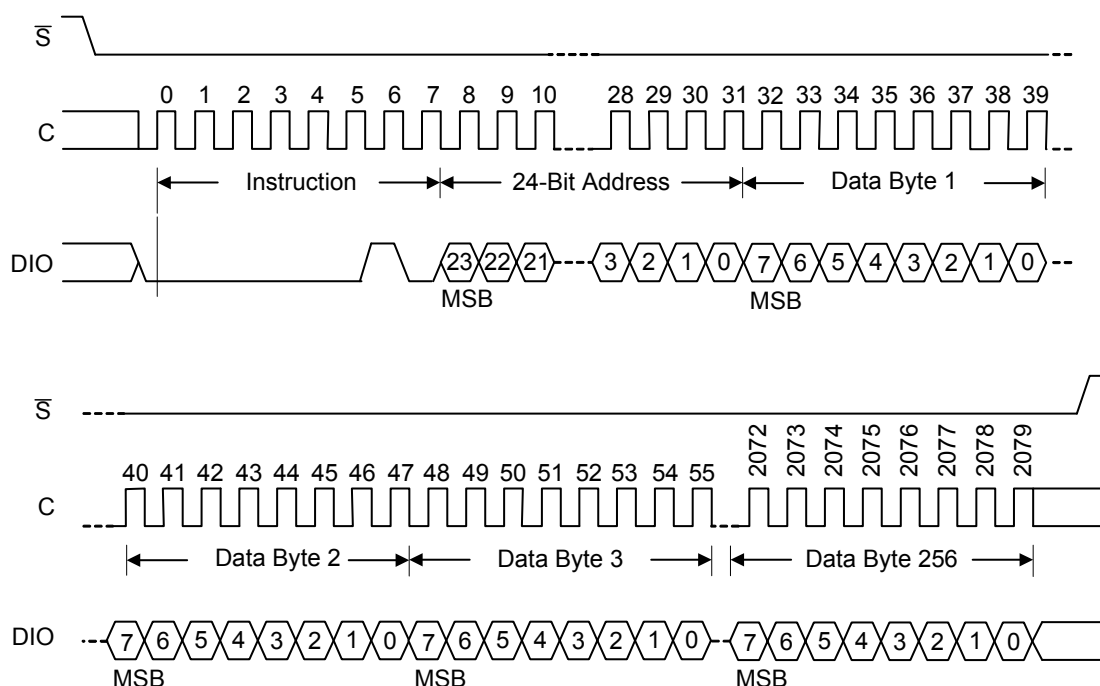 S̅
0 1 2 3 4 5 6 7 8 9 10 28 29 30 31 32 33 34 35 36 37 38 39
C
Instruction 24-Bit Address Data Byte 1
DIO 23 22 21 3 2 1 0 7 6 5 4 3 2 1 0
MSB MSB
S̅
2072 2073 2074 2075 2076 2077 2078 2079
40 41 42 43 44 45 46 47 48 49 50 51 52 53 54 55
C
Data Byte 2 Data Byte 3 Data Byte 256
DIO 7 6 5 4 3 2 1 0 7 6 5 4 3 2 1 0 7 6 5 4 3 2 1 0
MSB MSB MSB